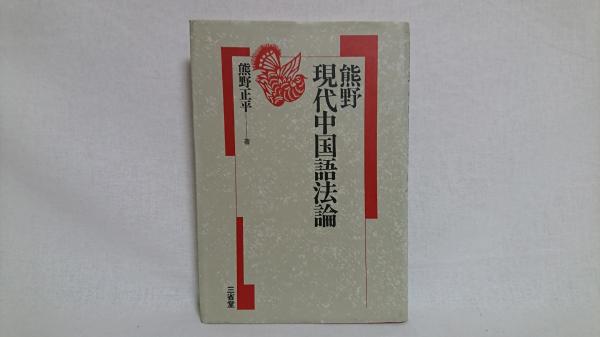 熊野
現代中国語法論
熊野正平——著
三省堂